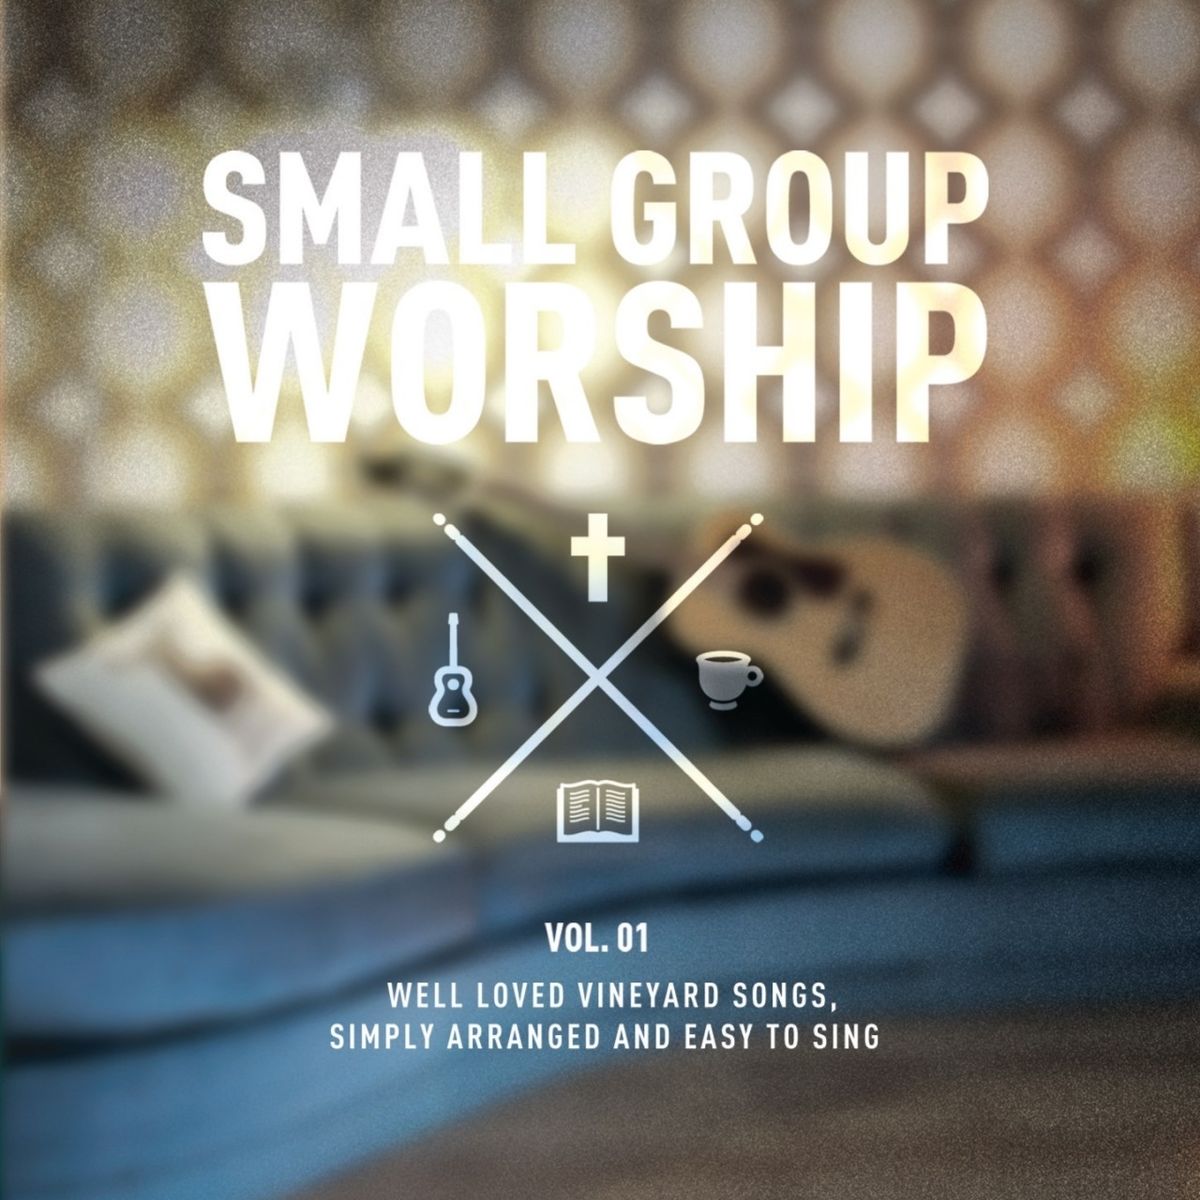 SMALL GROUP
WORSHIP
VOL. 01
WELL LOVED VINEYARD SONGS,
SIMPLY ARRANGED AND EASY TO SING